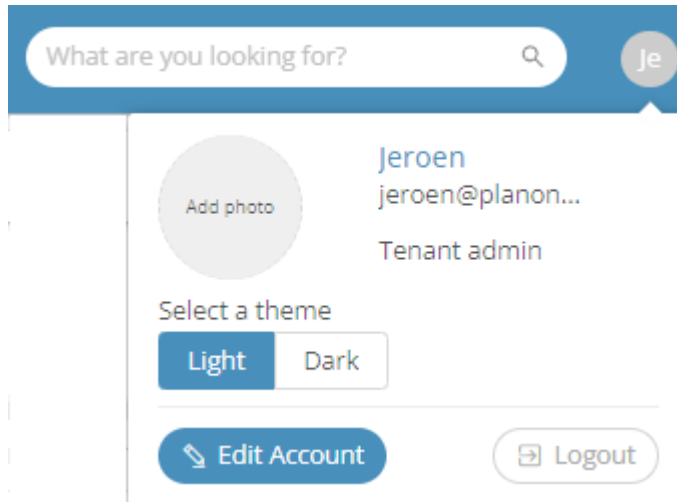 What are you looking for?
Je
Jeroen
jeroen@planon...
Add photo
Tenant admin
Select a theme
Light
Dark
Edit Account
Logout